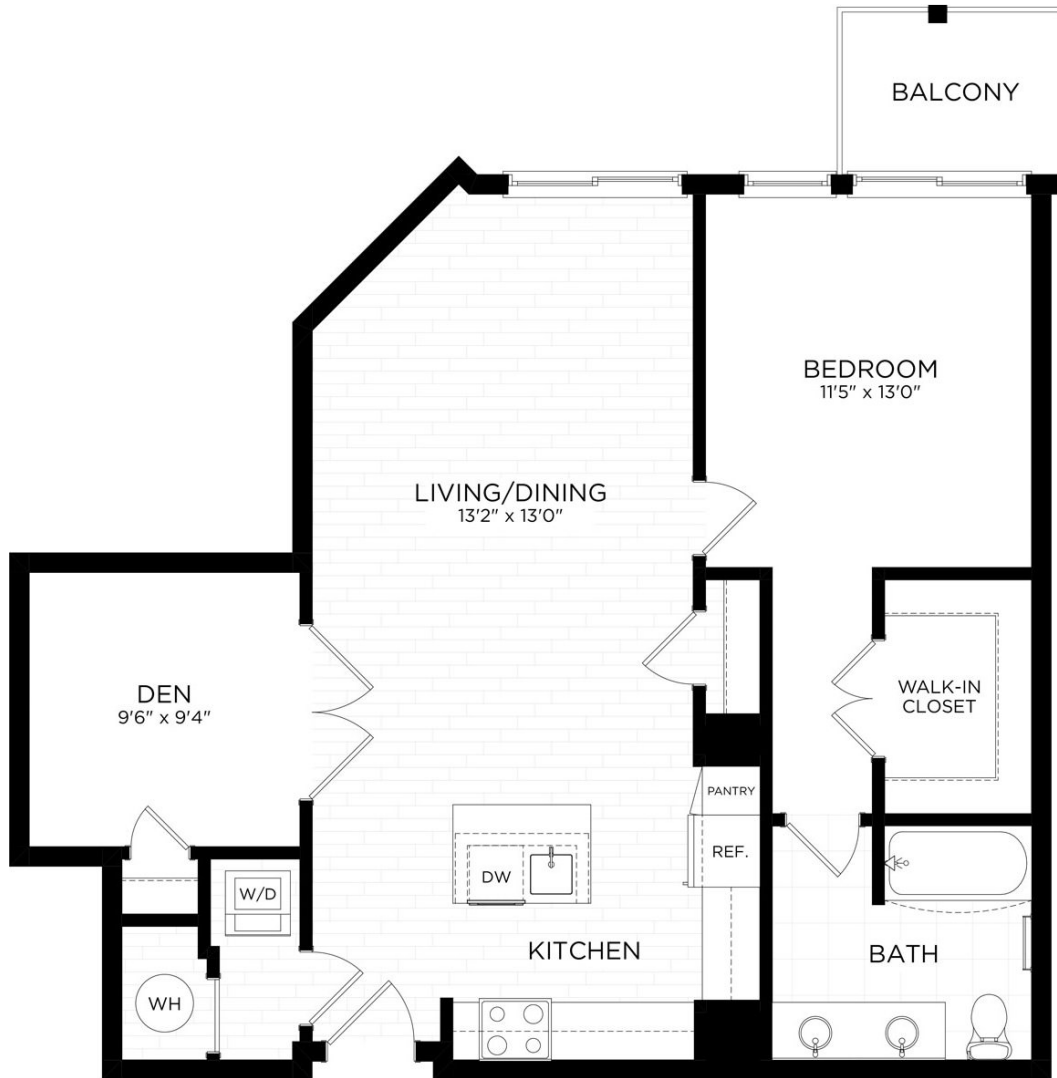 BALCONY
BEDROOM
11'5" x 13'0"
LIVING/DINING
13'2" x 13'0"
DEN
9'6" x 9'4"
WALK-IN
CLOSET
PANTRY
REF.
DW
W/D
KITCHEN
BATH
WH